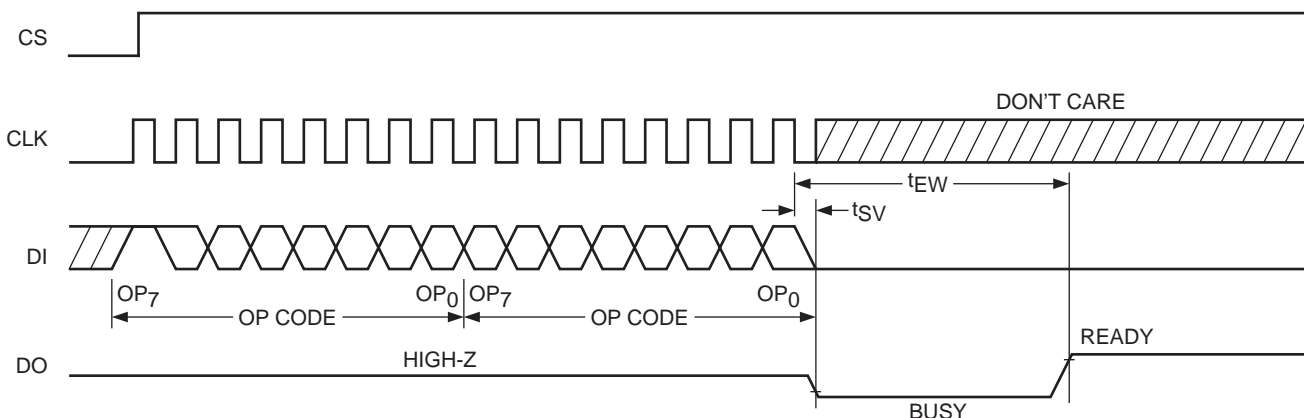 CS
DON'T CARE
CLK
tEW
tSV
DI
OP7 OP0 OP7 OP0
OP CODE OP CODE
READY
HIGH-Z
DO
BUSY